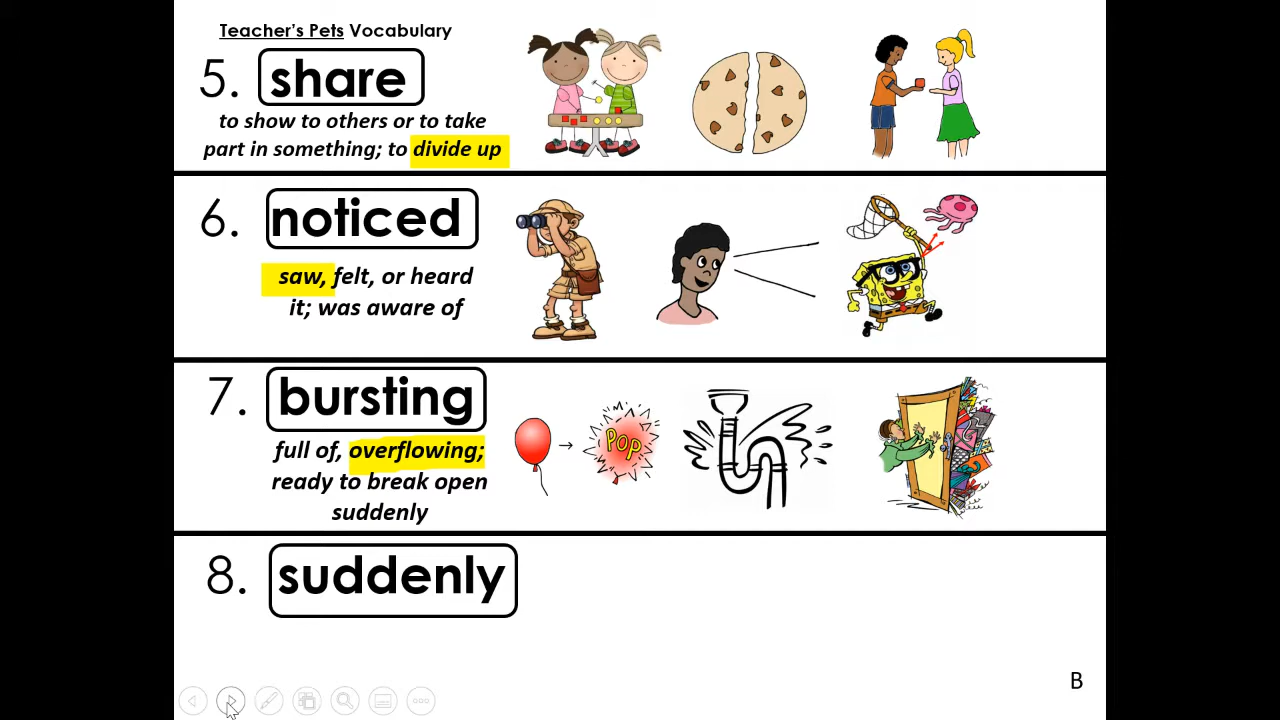 Teacher's Pets Vocabulary
5. share
to show to others or to take
part in something; to divide up
6. noticed
saw, felt, or heard
it; was aware of
7. bursting
full of, overflowing;
ready to break open
suddenly
POP
8. suddenly
B